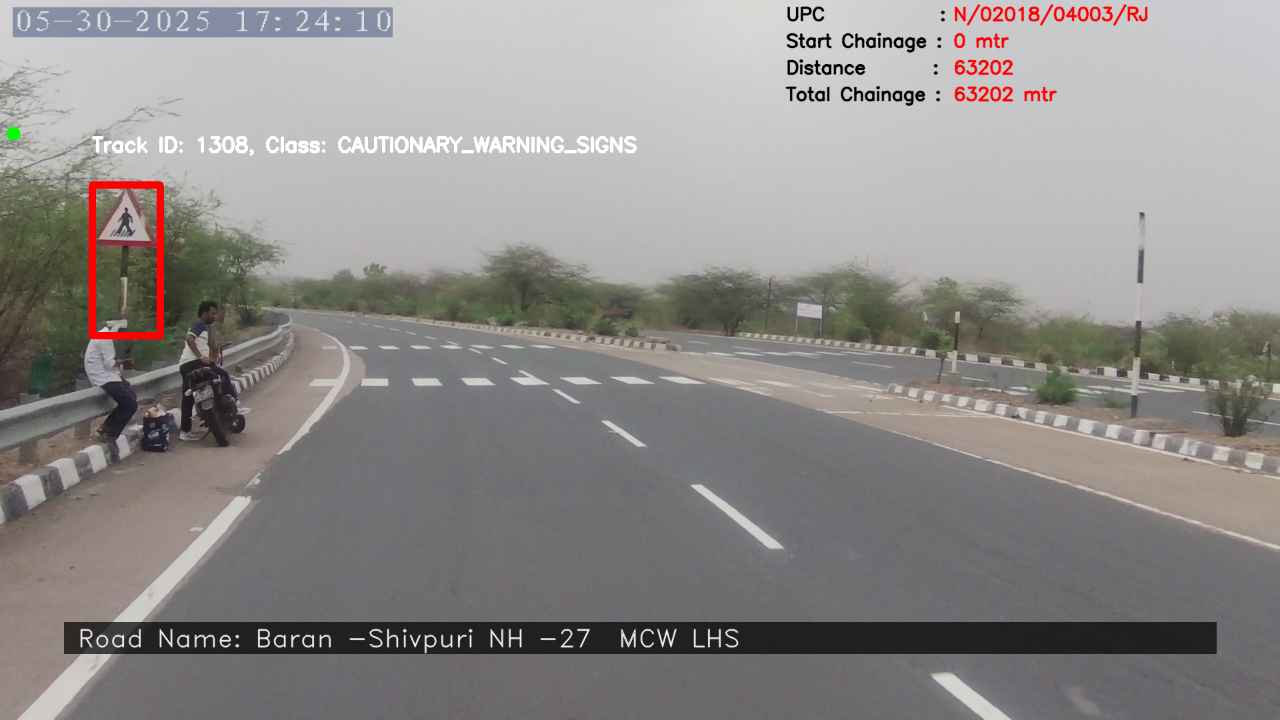 05-30-2025 17:24:10
UPC : N/02018/04003/RJ
Start Chainage : 0 mtr
Distance : 63202
Total Chainage : 63202 mtr
Track ID: 1308, Class: CAUTIONARY_WARNING_SIGNS
Road Name: Baran -Shivpuri NH -27 MCW LHS